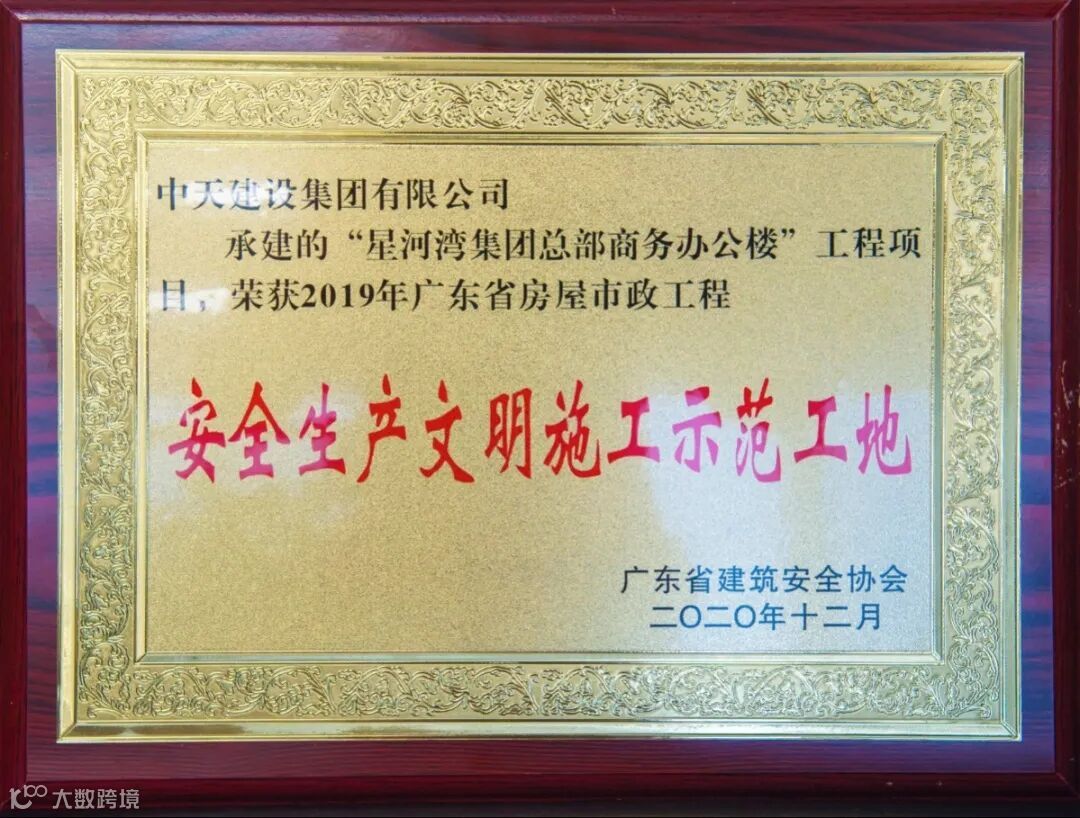 中天建设集团有限公司
承建的“星河湾集团总部商务办公楼”工程项
目，荣获2019年广东省房屋市政工程
安全生产文明施工示范工地
广东省建筑安全协会
二〇二〇年十二月
大数跨境